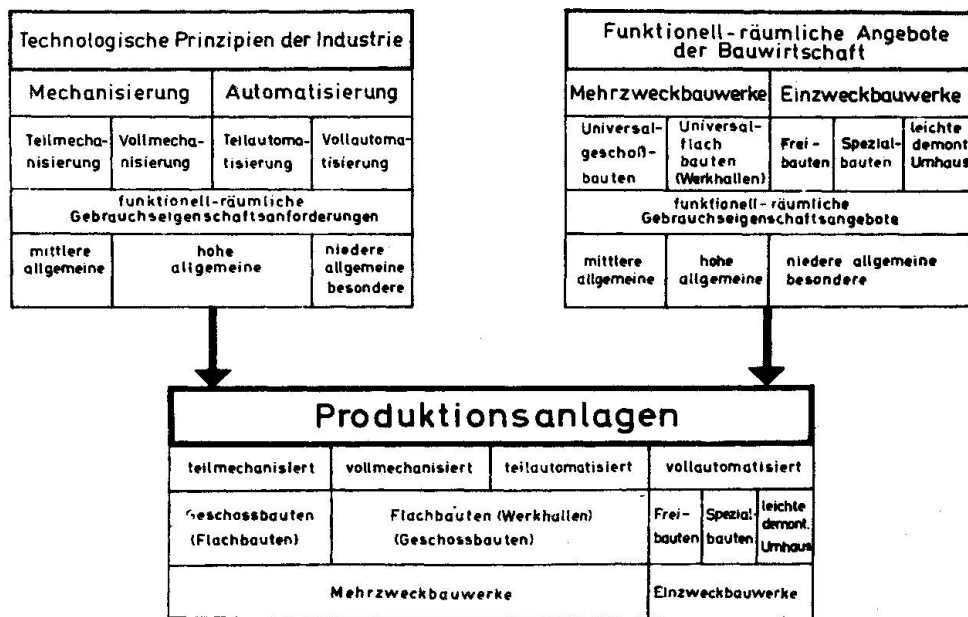 Technologische Prinzipien der Industrie
Mechanisierung
Automatisierung
Teilmecha-
nisierung
Vollmecha-
nisierung
Teilautoma-
tisierung
Vollautoma-
tisierung
funktionell-räumliche
Gebrauchseigenschaftsanforderungen
mittlere
allgemeine
hohe
allgemeine
niedere
allgemeine
besondere
Funktionell-räumliche Angebote
der Bauwirtschaft
Mehrzweckbauwerke
Einzweckbauwerke
Universal-
geschoß-
bauten
Universal-
flach
bauten
(Werkhallen)
Frei-
bauten
Spezial-
bauten
leichte
demont.
Umhaus.
funktionell-räumliche
Gebrauchseigenschaftsangebote
mittlere
allgemeine
hohe
allgemeine
niedere allgemeine
besondere
Produktionsanlagen
teilmechanisiert
vollmechanisiert
teilautomatisiert
vollautomatisiert
Geschossbauten
(Flachbauten)
Flachbauten (Werkhallen)
(Geschossbauten)
Frei-
bauten
Spezial-
bauten
leichte
demont.
Umhaus
Mehrzweckbauwerke
Einzweckbauwerke